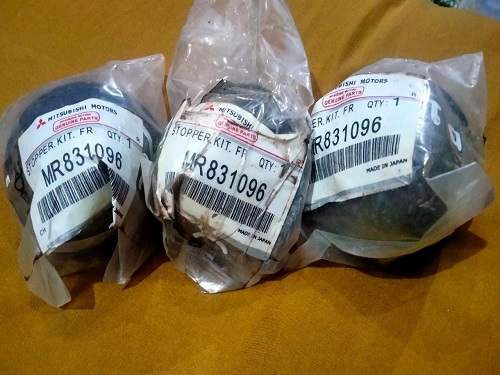 MITSUBISHI MOTORS
GENUINE PARTS
STOPPER.KIT. FR QTY: 1
MR831096
CH
MITSUBISHI
GENUINE PARTS
STOPPER.KIT. FR QTY:
MR831096
MADE IN JAPAN
MITSUBISHI MOTORS
GENUINE PARTS
STOPPER.KIT. FR QTY: 1
MR831096
MADE IN JAPAN